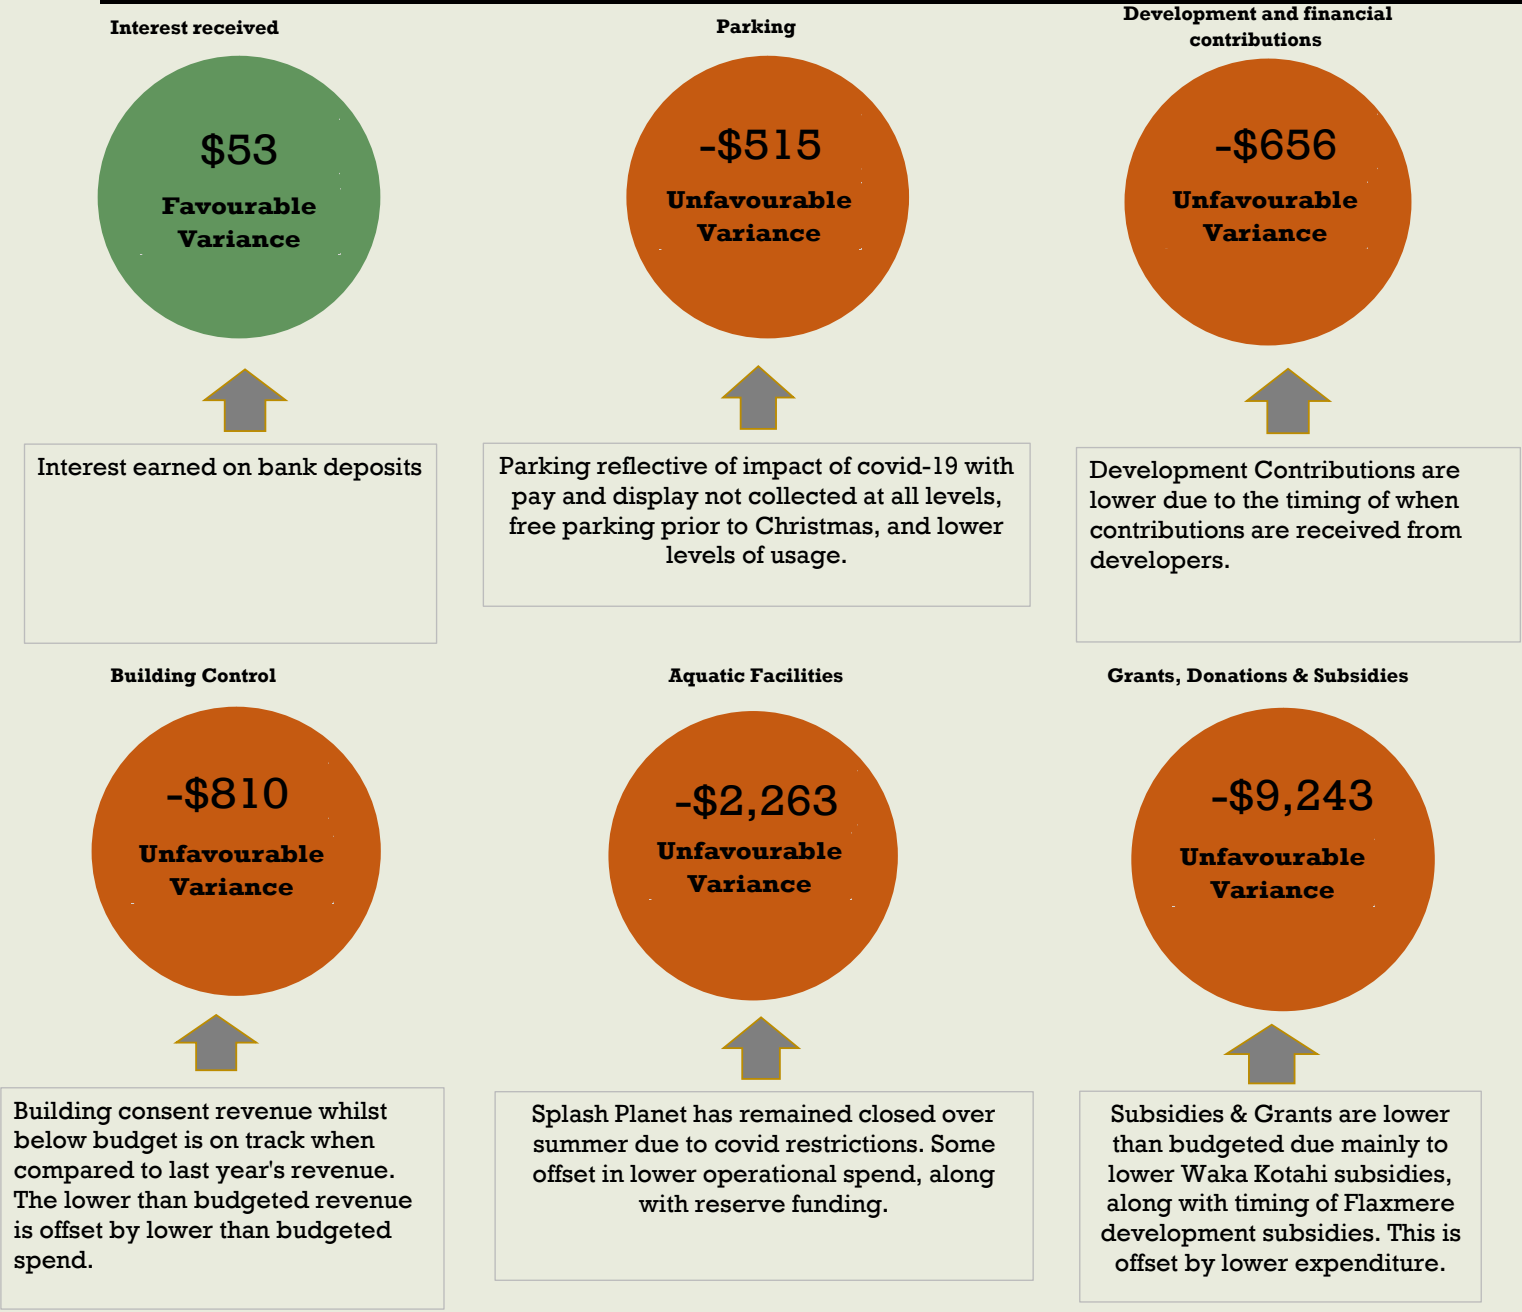 Interest received
$53
Favourable
Variance
Interest earned on bank deposits
Parking
-$515
Unfavourable
Variance
Parking reflective of impact of covid-19 with
pay and display not collected at all levels,
free parking prior to Christmas, and lower
levels of usage.
Development and financial
contributions
-$656
Unfavourable
Variance
Development Contributions are
lower due to the timing of when
contributions are received from
developers.
Building Control
-$810
Unfavourable
Variance
Building consent revenue whilst
below budget is on track when
compared to last year's revenue.
The lower than budgeted revenue
is offset by lower than budgeted
spend.
Aquatic Facilities
-$2,263
Unfavourable
Variance
Splash Planet has remained closed over
summer due to covid restrictions. Some
offset in lower operational spend, along
with reserve funding.
Grants, Donations & Subsidies
-$9,243
Unfavourable
Variance
Subsidies & Grants are lower
than budgeted due mainly to
lower Waka Kotahi subsidies,
along with timing of Flaxmere
development subsidies. This is
offset by lower expenditure.